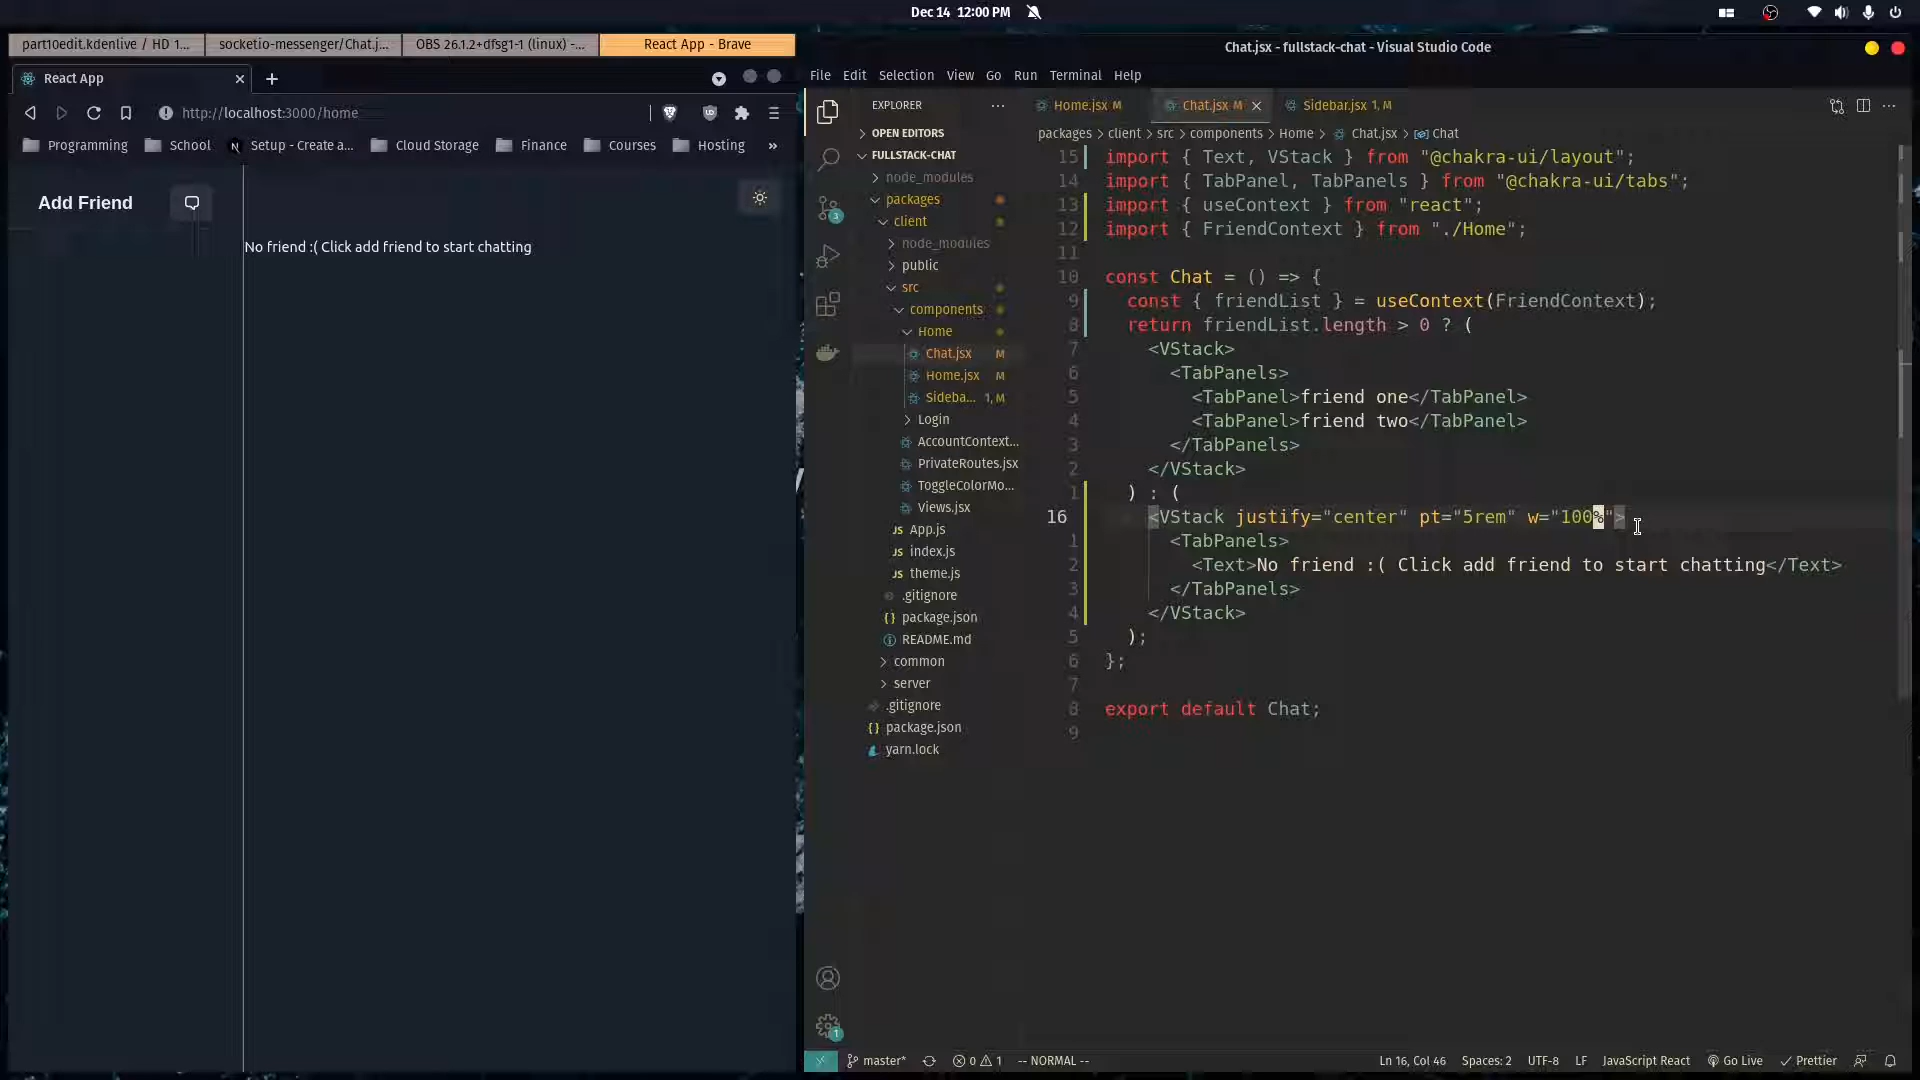 Dec 14 12:00 PM
part10edit.kdenlive / HD 1...
socketio-messenger/Chat.j...
OBS 26.1.2+dfsg1-1 (linux) -...
React App - Brave
React App
http://localhost:3000/home
Programming
School
Setup - Create a...
Cloud Storage
Finance
Courses
Hosting
»
Add Friend
No friend :( Click add friend to start chatting
Chat.jsx - fullstack-chat - Visual Studio Code
File Edit Selection View Go Run Terminal Help
EXPLORER
OPEN EDITORS
FULLSTACK-CHAT
node_modules
packages
client
node_modules
public
src
components
Home
Chat.jsx M
Home.jsx M
Sideba... 1, M
Login
AccountContext...
PrivateRoutes.jsx
ToggleColorMo...
Views.jsx
JS App.js
JS index.js
JS theme.js
.gitignore
{} package.json
README.md
common
server
.gitignore
{} package.json
yarn.lock
3
1
Home.jsx M
Chat.jsx M
Sidebar.jsx 1, M
packages > client > src > components > Home > Chat.jsx > Chat
15 import { Text, VStack } from "@chakra-ui/layout";
14 import { TabPanel, TabPanels } from "@chakra-ui/tabs";
13 import { useContext } from "react";
12 import { FriendContext } from "./Home";
11
10 const Chat = () => {
9 const { friendList } = useContext(FriendContext);
8 return friendList.length > 0 ? (
7 <VStack>
6 <TabPanels>
5 <TabPanel>friend one</TabPanel>
4 <TabPanel>friend two</TabPanel>
3 </TabPanels>
2 </VStack>
1 ) : (
16 <VStack justify="center" pt="5rem" w="100%">
1 <TabPanels>
2 <Text>No friend :( Click add friend to start chatting</Text>
3 </TabPanels>
4 </VStack>
5 );
6 };
7
8 export default Chat;
9
master*
0
1
-- NORMAL --
Ln 16, Col 46
Spaces: 2
UTF-8
LF
JavaScript React
Go Live
Prettier